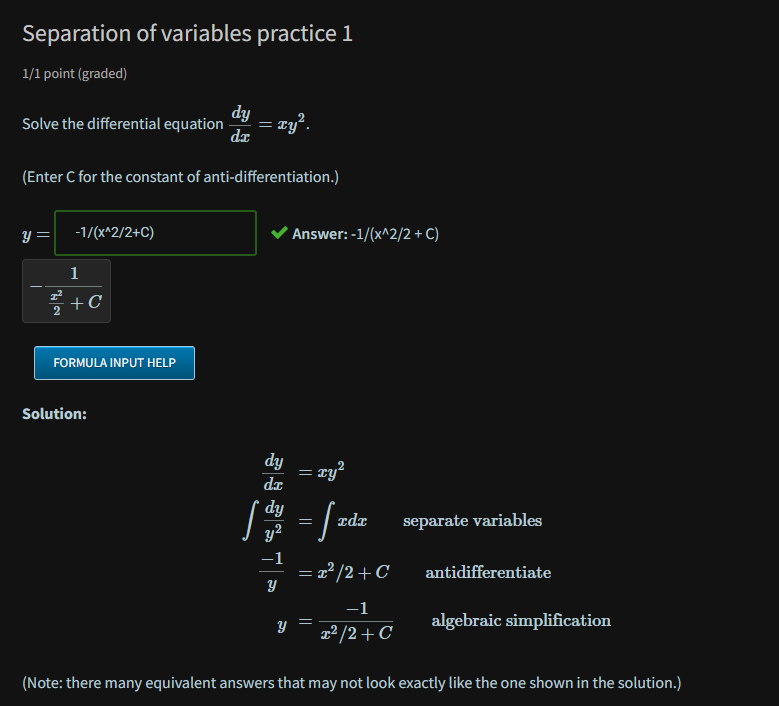 Separation of variables practice 1
1/1 point (graded)
Solve the differential equation dy/dx = xy².
(Enter C for the constant of anti-differentiation.)
y = -1/(x^2/2+C) ✔ Answer: -1/(x^2/2 + C)
− 1/(x²/2 + C)
FORMULA INPUT HELP
Solution:
dy/dx = xy²
∫ dy/y² = ∫ xdx separate variables
−1/y = x²/2 + C antidifferentiate
y = −1/(x²/2 + C) algebraic simplification
(Note: there many equivalent answers that may not look exactly like the one shown in the solution.)